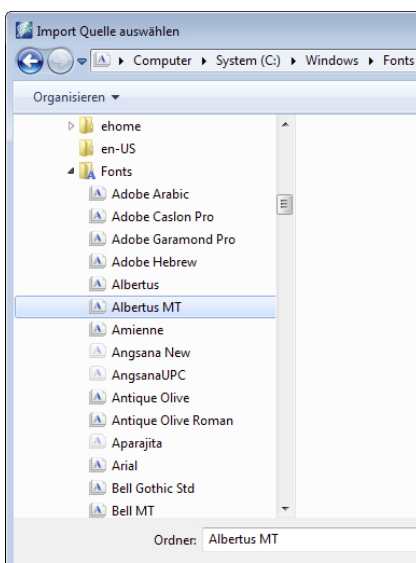 Import Quelle auswählen
Computer System (C:) Windows Fonts
Organisieren
ehome
en-US
Fonts
Adobe Arabic
Adobe Caslon Pro
Adobe Garamond Pro
Adobe Hebrew
Albertus
Albertus MT
Amienne
Angsana New
AngsanaUPC
Antique Olive
Antique Olive Roman
Aparajita
Arial
Bell Gothic Std
Bell MT
Ordner: Albertus MT